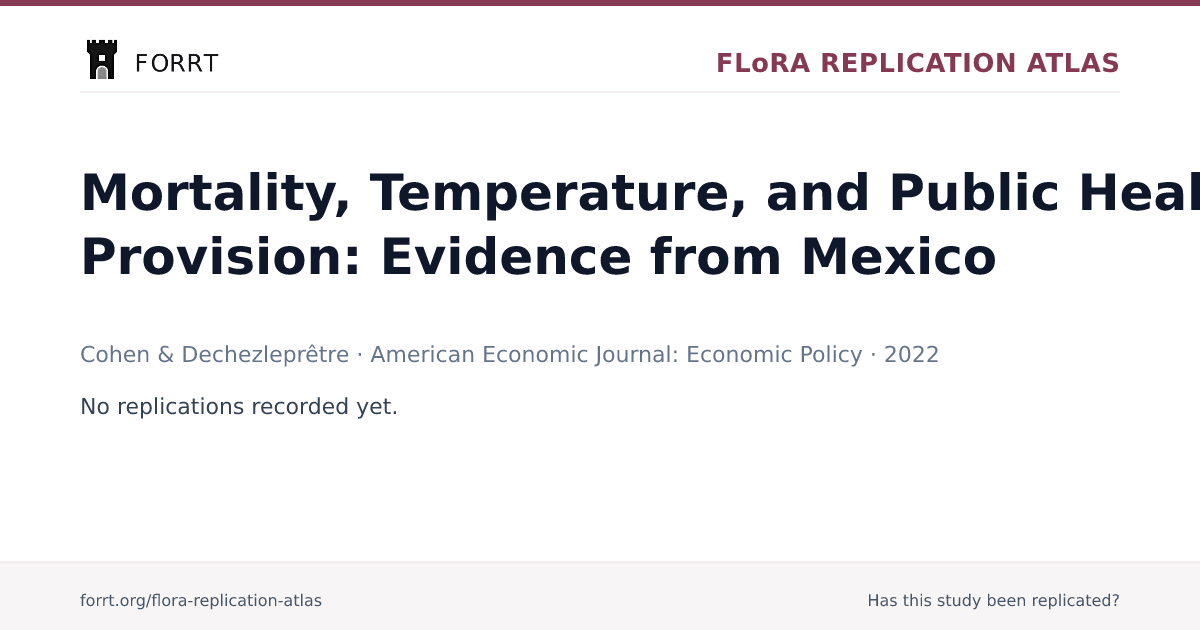 FORRT
FLoRA REPLICATION ATLAS
Mortality, Temperature, and Public Heal
Provision: Evidence from Mexico
Cohen & Dechezleprêtre · American Economic Journal: Economic Policy · 2022
No replications recorded yet.
forrt.org/flora-replication-atlas
Has this study been replicated?